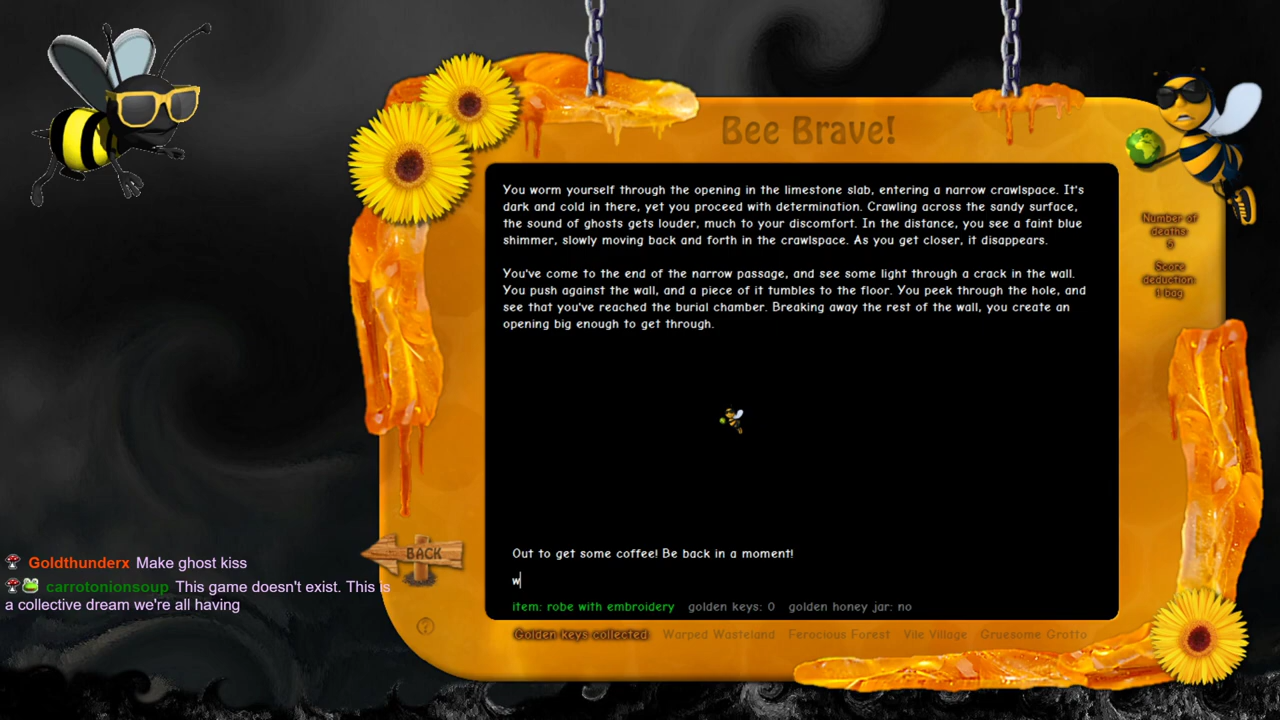 Bee Brave!
You worm yourself through the opening in the limestone slab, entering a narrow crawlspace. It's
dark and cold in there, yet you proceed with determination. Crawling across the sandy surface,
the sound of ghosts gets louder, much to your discomfort. In the distance, you see a faint blue
shimmer, slowly moving back and forth in the crawlspace. As you get closer, it disappears.
You've come to the end of the narrow passage, and see some light through a crack in the wall.
You push against the wall, and a piece of it tumbles to the floor. You peek through the hole, and
see that you've reached the burial chamber. Breaking away the rest of the wall, you create an
opening big enough to get through.
Number of
deaths:
5
Score
deduction:
1 bag
Out to get some coffee! Be back in a moment!
w
item: robe with embroidery golden keys: 0 golden honey jar: no
Golden keys collected Warped Wasteland Ferocious Forest Vile Village Gruesome Grotto
BACK
?
Goldthunderx Make ghost kiss
carrotonionsoup This game doesn't exist. This is
a collective dream we're all having